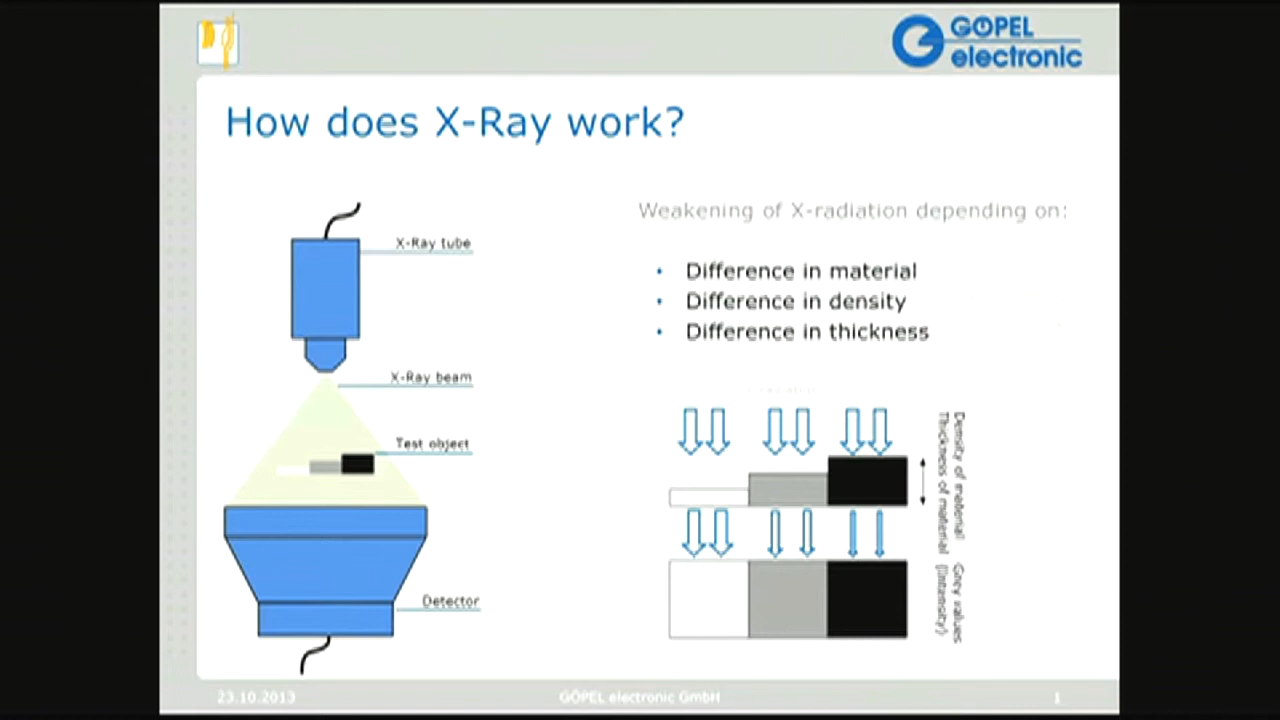 GÖPEL
electronic
How does X-Ray work?
X-Ray tube
X-Ray beam
Test object
Detector
Weakening of X-radiation depending on:
• Difference in material
• Difference in density
• Difference in thickness
Density of material
Thickness of material
Grey values
(Intensity)
23.10.2013
GÖPEL electronic GmbH
1